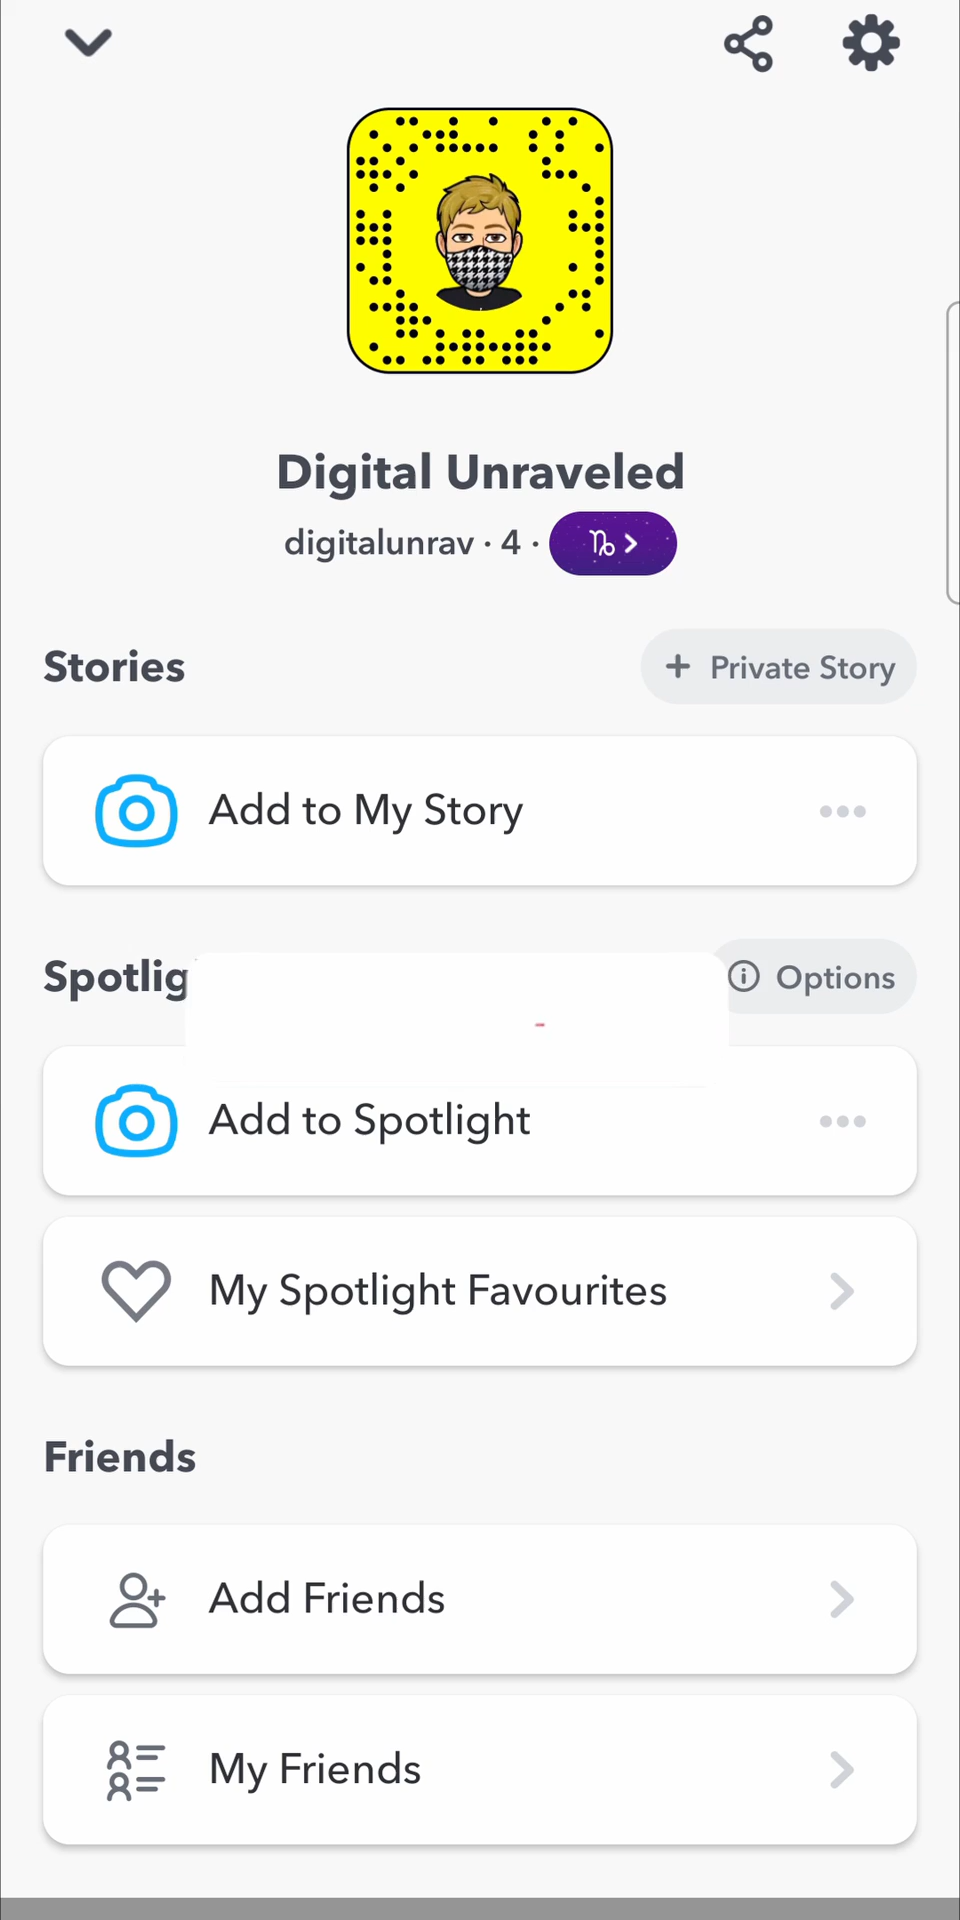 Digital Unraveled
digitalunrav · 4 ·
Stories
+ Private Story
Add to My Story
Spotlig
Options
Add to Spotlight
My Spotlight Favourites
Friends
Add Friends
My Friends